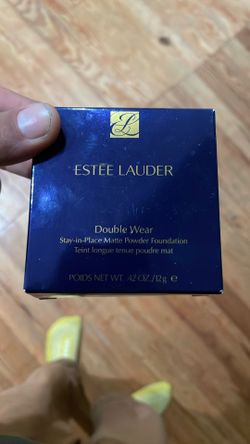 ESTĒE LAUDER
Double Wear
Stay-in-Place Matte Powder Foundation
Teint longue tenue poudre mat
POIDS NET WT. .42 OZ./12g ℮